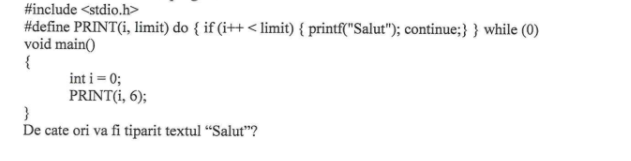 #include <stdio.h>
#define PRINT(i, limit) do { if (i++ < limit) { printf("Salut"); continue;} } while (0)
void main()
{
int i = 0;
PRINT(i, 6);
}
De cate ori va fi tiparit textul “Salut”?